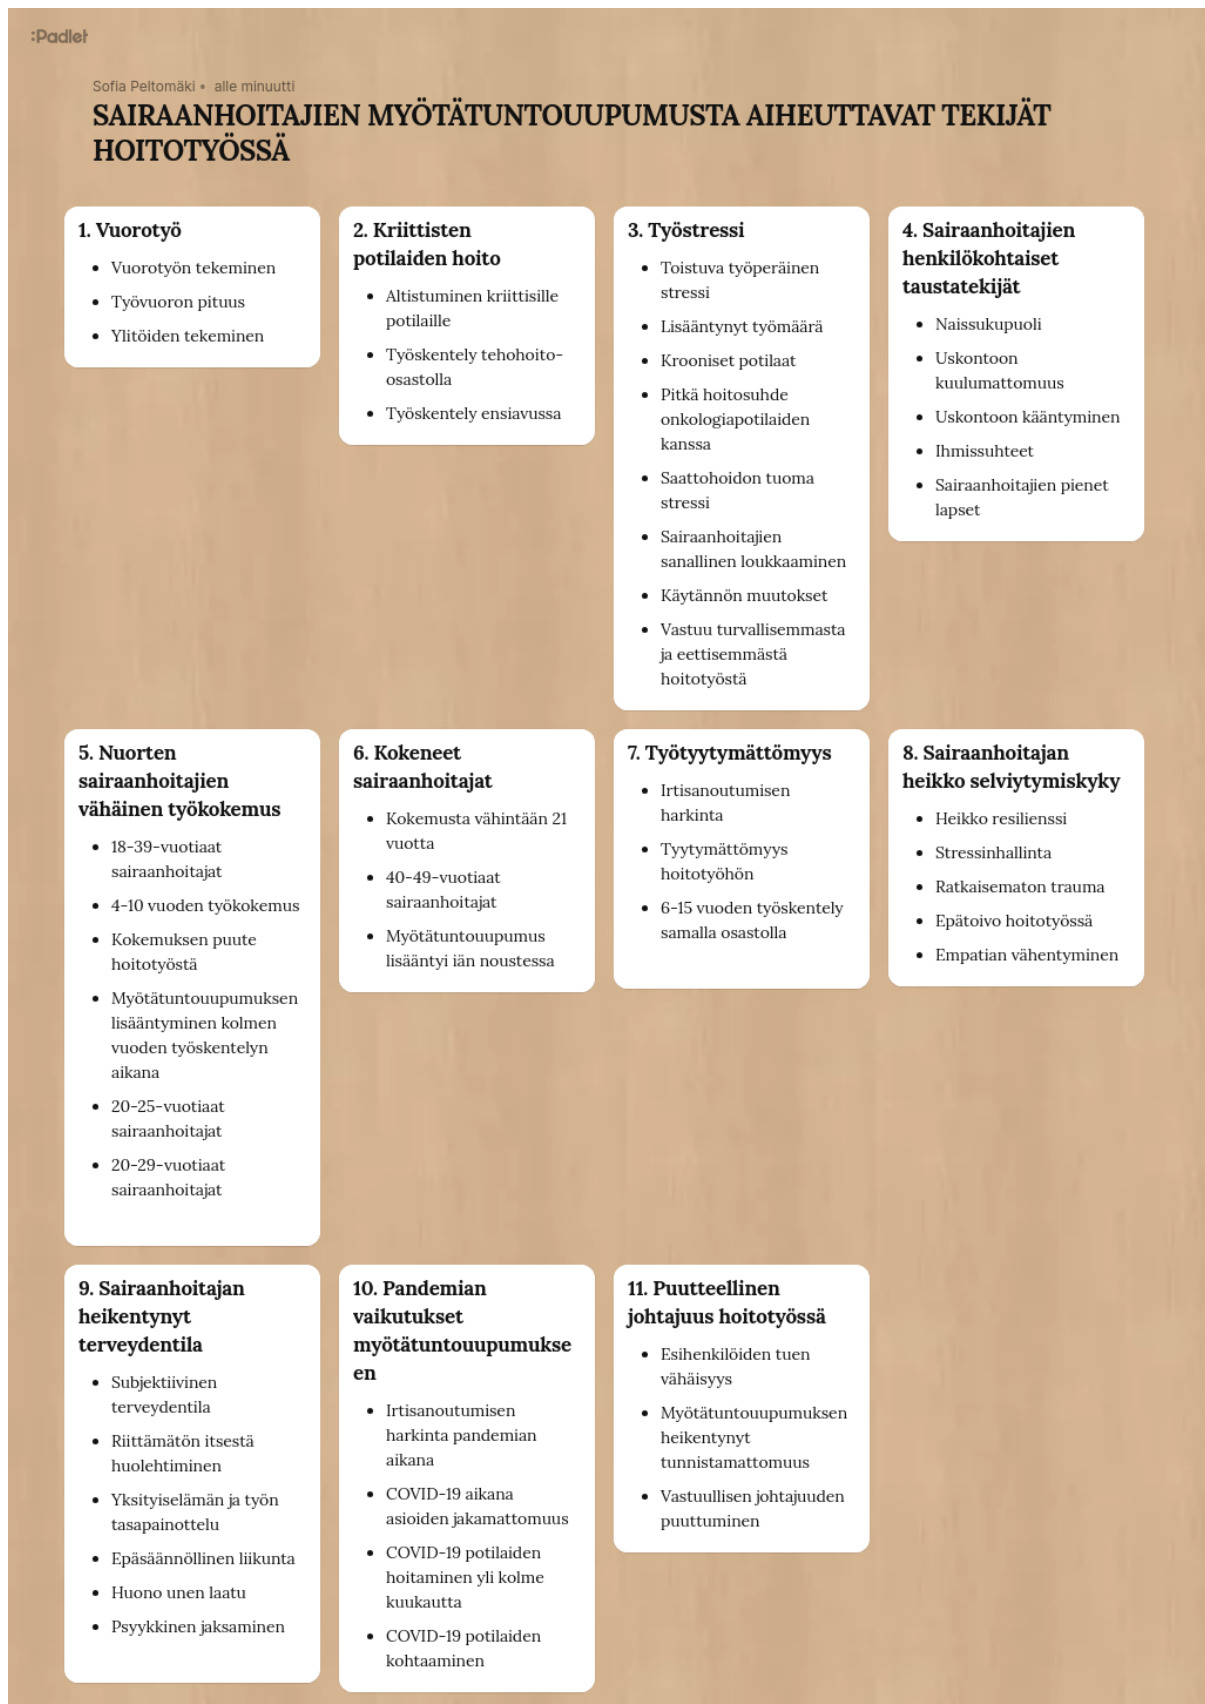 :Padlet
Sofia Peltomäki • alle minuutti
SAIRAANHOITAJIEN MYÖTÄTUNTOUUPUMUSTA AIHEUTTAVAT TEKIJÄT
HOITOTYÖSSÄ
1. Vuorotyö
• Vuorotyön tekeminen
• Työvuoron pituus
• Ylitöiden tekeminen
2. Kriittisten
potilaiden hoito
• Altistuminen kriittisille
potilaille
• Työskentely tehohoito-
osastolla
• Työskentely ensiavussa
3. Työstressi
• Toistuva työperäinen
stressi
• Lisääntynyt työmäärä
• Krooniset potilaat
• Pitkä hoitosuhde
onkologiapotilaiden
kanssa
• Saattohoidon tuoma
stressi
• Sairaanhoitajien
sanallinen loukkaaminen
• Käytännön muutokset
• Vastuu turvallisemmasta
ja eettisemmästä
hoitotyöstä
4. Sairaanhoitajien
henkilökohtaiset
taustatekijät
• Naissukupuoli
• Uskontoon
kuulumattomuus
• Uskontoon kääntyminen
• Ihmissuhteet
• Sairaanhoitajien pienet
lapset
5. Nuorten
sairaanhoitajien
vähäinen työkokemus
• 18-39-vuotiaat
sairaanhoitajat
• 4-10 vuoden työkokemus
• Kokemuksen puute
hoitotyöstä
• Myötätuntouupumuksen
lisääntyminen kolmen
vuoden työskentelyn
aikana
• 20-25-vuotiaat
sairaanhoitajat
• 20-29-vuotiaat
sairaanhoitajat
6. Kokeneet
sairaanhoitajat
• Kokemusta vähintään 21
vuotta
• 40-49-vuotiaat
sairaanhoitajat
• Myötätuntouupumus
lisääntyi iän noustessa
7. Työtyytymättömyys
• Irtisanoutumisen
harkinta
• Tyytymättömyys
hoitotyöhön
• 6-15 vuoden työskentely
samalla osastolla
8. Sairaanhoitajan
heikko selviytymiskyky
• Heikko resilienssi
• Stressinhallinta
• Ratkaisematon trauma
• Epätoivo hoitotyössä
• Empatian vähentyminen
9. Sairaanhoitajan
heikentynyt
terveydentila
• Subjektiivinen
terveydentila
• Riittämätön itsestä
huolehtiminen
• Yksityiselämän ja työn
tasapainottelu
• Epäsäännöllinen liikunta
• Huono unen laatu
• Psyykkinen jaksaminen
10. Pandemian
vaikutukset
myötätuntouupumukse
en
• Irtisanoutumisen
harkinta pandemian
aikana
• COVID-19 aikana
asioiden jakamattomuus
• COVID-19 potilaiden
hoitaminen yli kolme
kuukautta
• COVID-19 potilaiden
kohtaaminen
11. Puutteellinen
johtajuus hoitotyössä
• Esihenkilöiden tuen
vähäisyys
• Myötätuntouupumuksen
heikentynyt
tunnistamattomuus
• Vastuullisen johtajuuden
puuttuminen